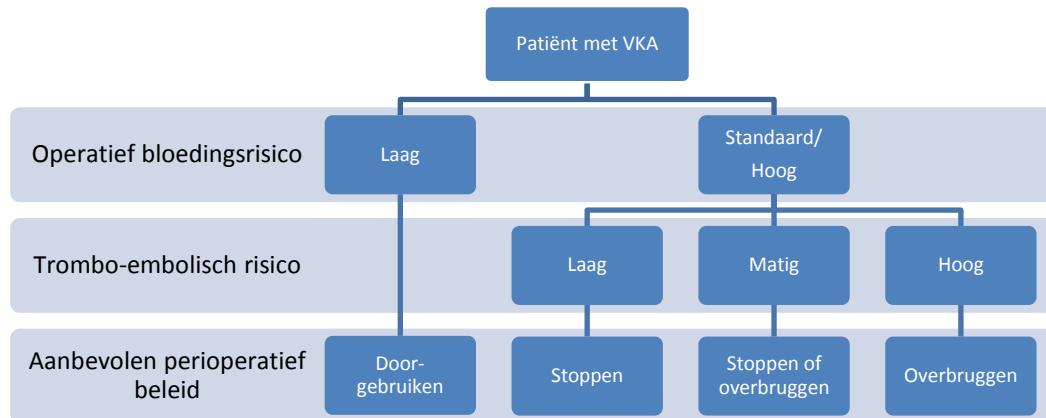 Patiënt met VKA
Operatief bloedingsrisico
Laag
Standaard/
Hoog
Trombo-embolisch risico
Laag
Matig
Hoog
Aanbevolen perioperatief
beleid
Door-
gebruiken
Stoppen
Stoppen of
overbruggen
Overbruggen